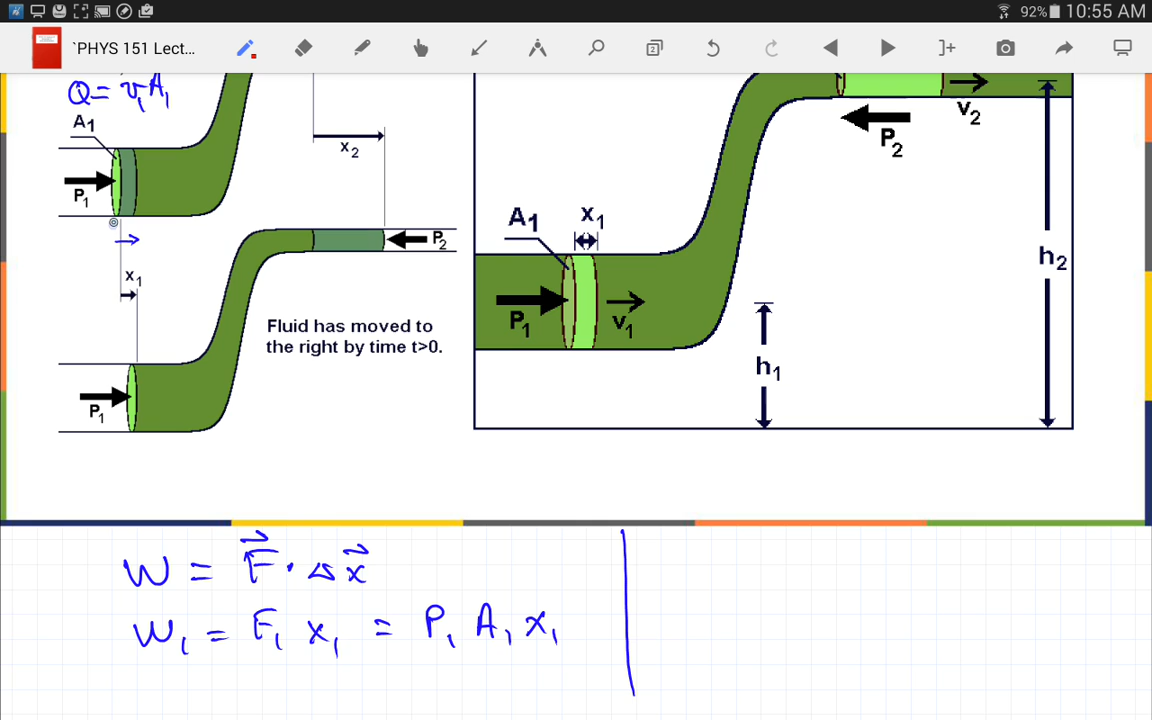 92% 10:55 AM
`PHYS 151 Lect...
Q = v₁A₁
A1
P₁
x₂
P₂
x₁
Fluid has moved to
the right by time t>0.
P₁
v₂
P₂
A₁
x₁
P₁
v₁
h₁
h₂
W = F⃗ · Δx⃗
W₁ = F₁ x₁ = P₁ A₁ x₁